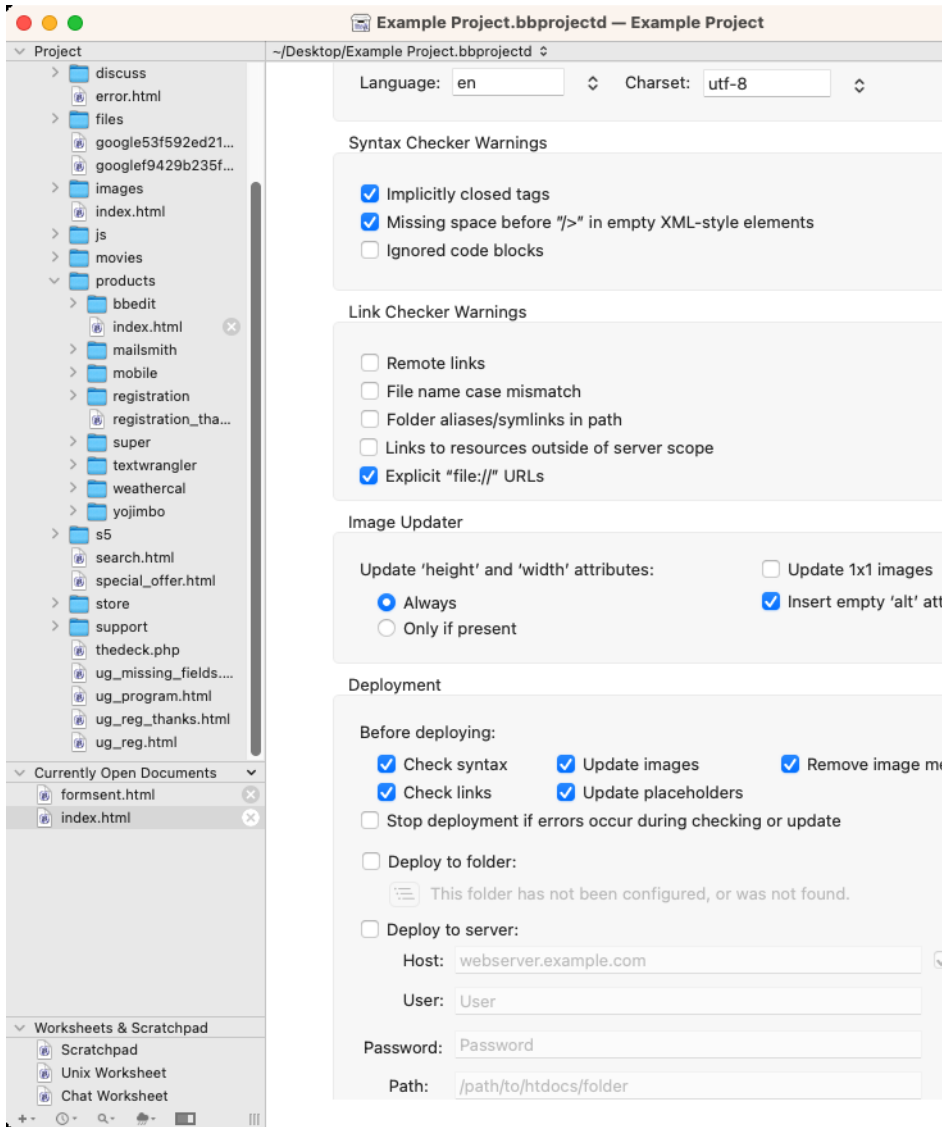 Example Project.bbprojectd — Example Project
Project
~/Desktop/Example Project.bbprojectd
discuss
error.html
files
google53f592ed21...
googlef9429b235f...
images
index.html
js
movies
products
bbedit
index.html
mailsmith
mobile
registration
registration_tha...
super
textwrangler
weathercal
yojimbo
s5
search.html
special_offer.html
store
support
thedeck.php
ug_missing_fields....
ug_program.html
ug_reg_thanks.html
ug_reg.html
Currently Open Documents
formsent.html
index.html
Worksheets & Scratchpad
Scratchpad
Unix Worksheet
Chat Worksheet
Language: en Charset: utf-8
Syntax Checker Warnings
Implicitly closed tags
Missing space before "/>" in empty XML-style elements
Ignored code blocks
Link Checker Warnings
Remote links
File name case mismatch
Folder aliases/symlinks in path
Links to resources outside of server scope
Explicit “file://” URLs
Image Updater
Update ‘height’ and ‘width’ attributes: Update 1x1 images
Always Insert empty ‘alt’ att
Only if present
Deployment
Before deploying:
Check syntax Update images Remove image me
Check links Update placeholders
Stop deployment if errors occur during checking or update
Deploy to folder:
This folder has not been configured, or was not found.
Deploy to server:
Host: webserver.example.com
User: User
Password: Password
Path: /path/to/htdocs/folder